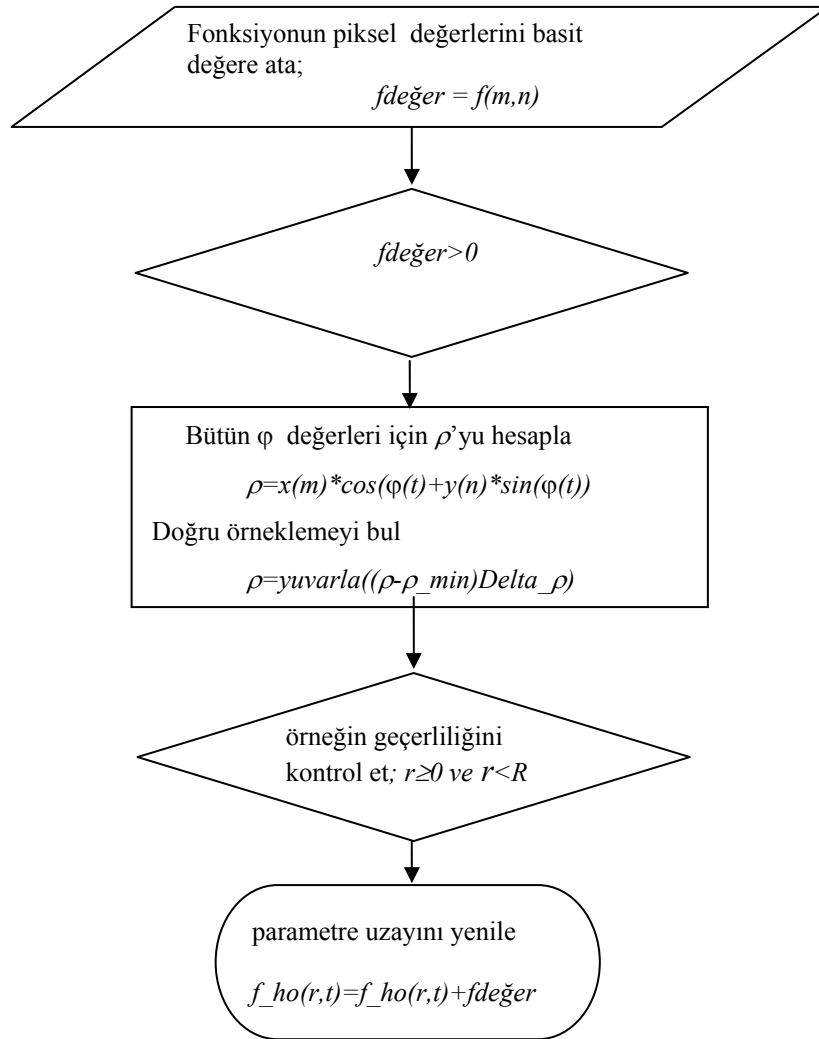 Fonksiyonun piksel değerlerini basit
değere ata;
fdeğer = f(m,n)
fdeğer>0
Bütün φ değerleri için ρ’yu hesapla
ρ=x(m)*cos(φ(t)+y(n)*sin(φ(t))
Doğru örneklemeyi bul
ρ=yuvarla((ρ-ρ_min)Delta_ρ)
örneğin geçerliliğini
kontrol et; r≥0 ve r<R
parametre uzayını yenile
f_ho(r,t)=f_ho(r,t)+fdeğer